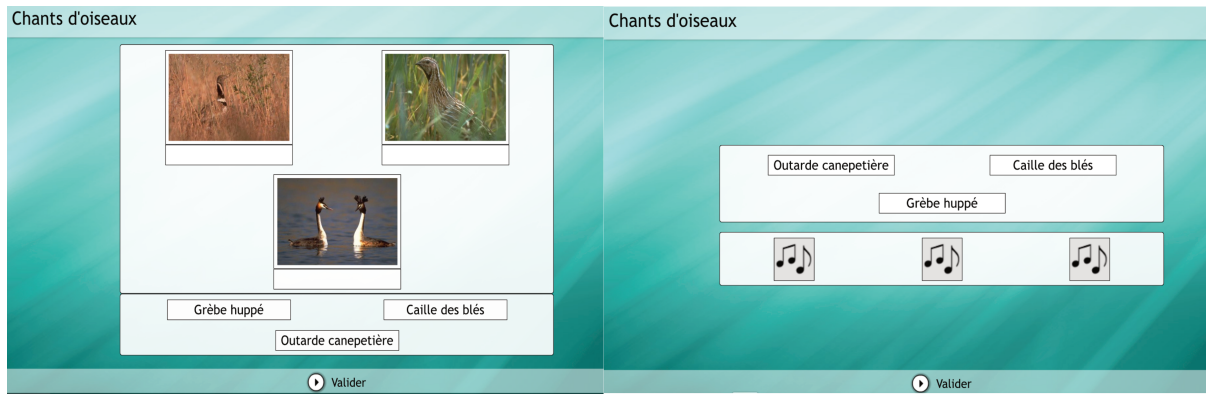 Chants d'oiseaux
Grèbe huppé
Caille des blés
Outarde canepetière
Valider
Chants d'oiseaux
Outarde canepetière
Caille des blés
Grèbe huppé
Valider